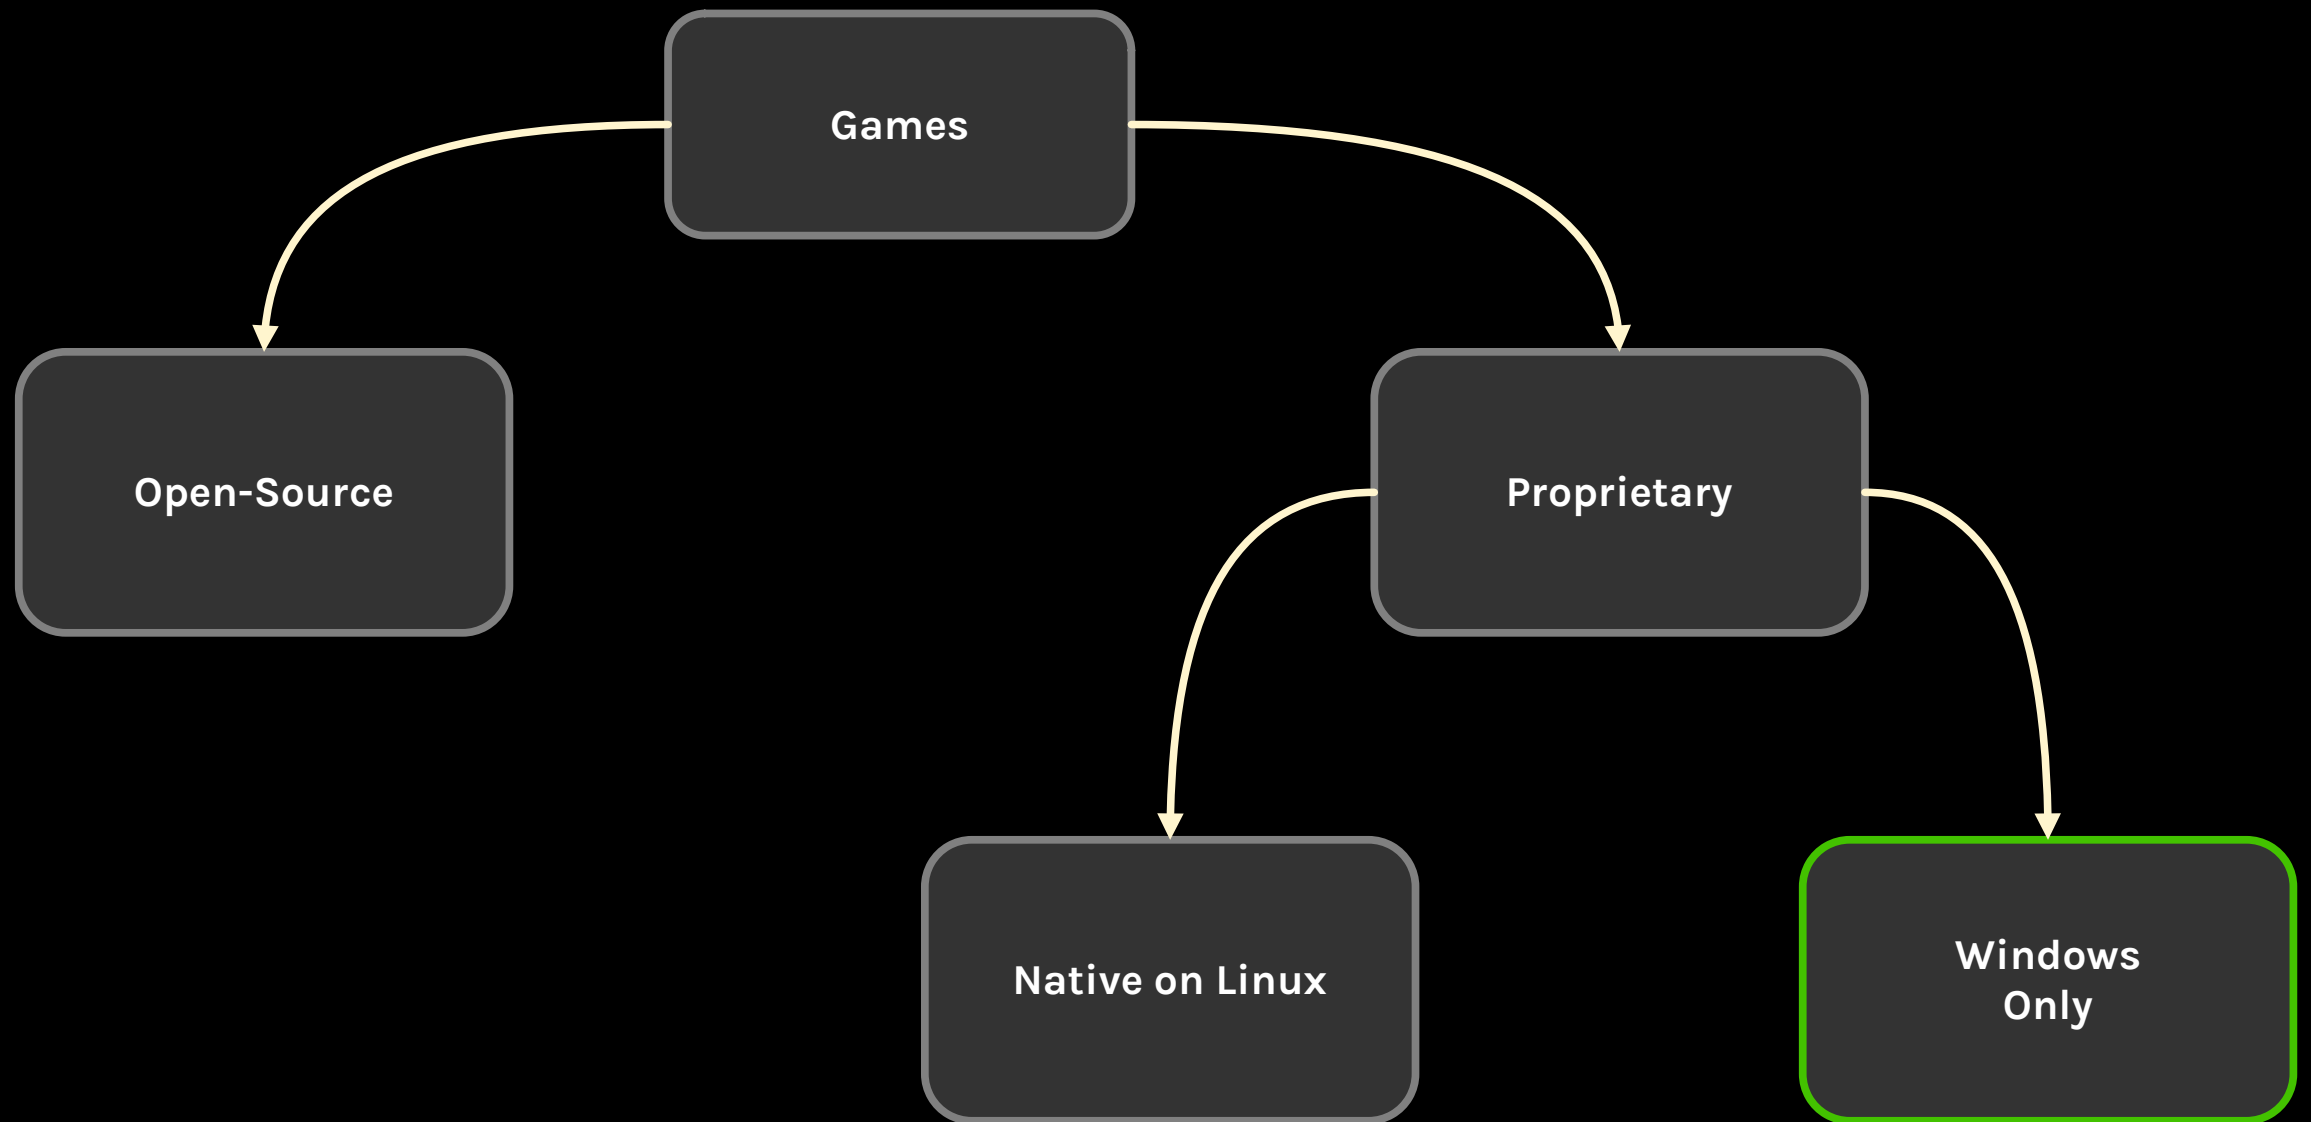 Games
Open-Source
Proprietary
Native on Linux
Windows
Only